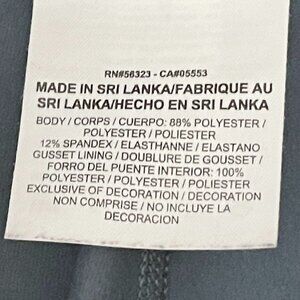 RN#56323 - CA#05553
MADE IN SRI LANKA/FABRIQUE AU
SRI LANKA/HECHO EN SRI LANKA
BODY / CORPS / CUERPO: 88% POLYESTER /
POLYESTER / POLIESTER
12% SPANDEX / ELASTHANNE / ELASTANO
GUSSET LINING / DOUBLURE DE GOUSSET /
FORRO DEL PUENTE INTERIOR: 100%
POLYESTER / POLYESTER / POLIESTER
EXCLUSIVE OF DECORATION / DECORATION
NON COMPRISE / NO INCLUYE LA
DECORACION